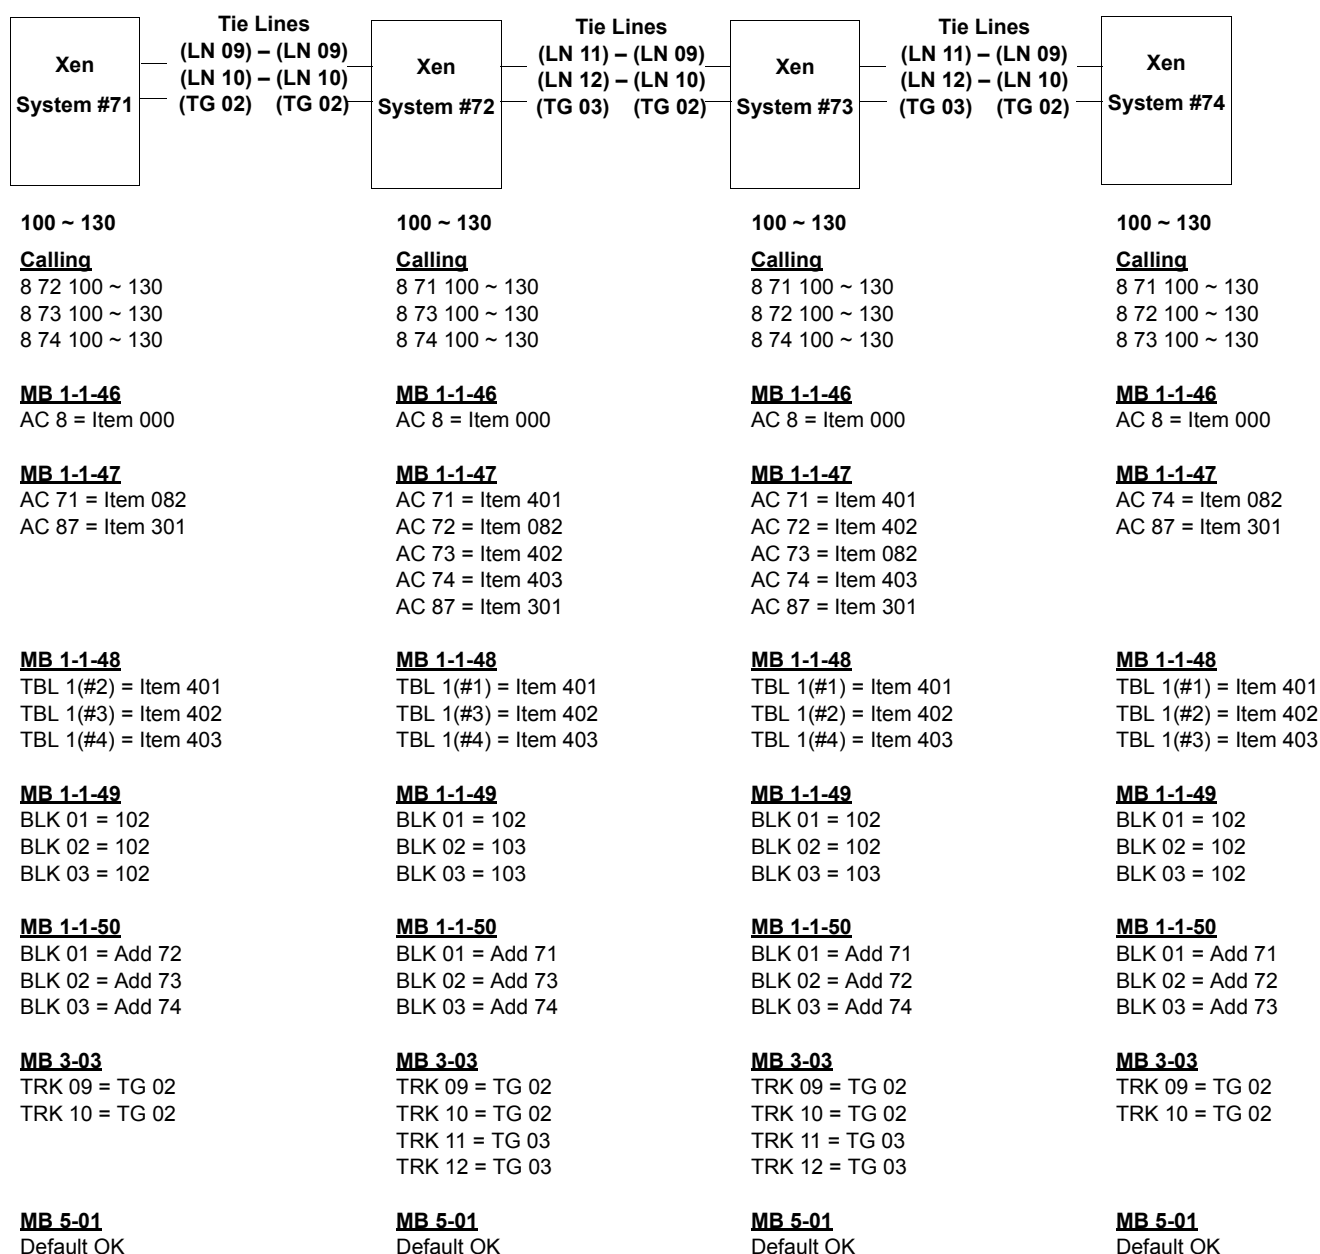 Xen
System #71
Tie Lines
(LN 09) – (LN 09)
(LN 10) – (LN 10)
(TG 02) (TG 02)
Xen
System #72
Tie Lines
(LN 11) – (LN 09)
(LN 12) – (LN 10)
(TG 03) (TG 02)
Xen
System #73
Tie Lines
(LN 11) – (LN 09)
(LN 12) – (LN 10)
(TG 03) (TG 02)
Xen
System #74
100 ~ 130
Calling
8 72 100 ~ 130
8 73 100 ~ 130
8 74 100 ~ 130
MB 1-1-46
AC 8 = Item 000
MB 1-1-47
AC 71 = Item 082
AC 87 = Item 301
MB 1-1-48
TBL 1(#2) = Item 401
TBL 1(#3) = Item 402
TBL 1(#4) = Item 403
MB 1-1-49
BLK 01 = 102
BLK 02 = 102
BLK 03 = 102
MB 1-1-50
BLK 01 = Add 72
BLK 02 = Add 73
BLK 03 = Add 74
MB 3-03
TRK 09 = TG 02
TRK 10 = TG 02
MB 5-01
Default OK
100 ~ 130
Calling
8 71 100 ~ 130
8 73 100 ~ 130
8 74 100 ~ 130
MB 1-1-46
AC 8 = Item 000
MB 1-1-47
AC 71 = Item 401
AC 72 = Item 082
AC 73 = Item 402
AC 74 = Item 403
AC 87 = Item 301
MB 1-1-48
TBL 1(#1) = Item 401
TBL 1(#3) = Item 402
TBL 1(#4) = Item 403
MB 1-1-49
BLK 01 = 102
BLK 02 = 103
BLK 03 = 103
MB 1-1-50
BLK 01 = Add 71
BLK 02 = Add 73
BLK 03 = Add 74
MB 3-03
TRK 09 = TG 02
TRK 10 = TG 02
TRK 11 = TG 03
TRK 12 = TG 03
MB 5-01
Default OK
100 ~ 130
Calling
8 71 100 ~ 130
8 72 100 ~ 130
8 74 100 ~ 130
MB 1-1-46
AC 8 = Item 000
MB 1-1-47
AC 71 = Item 401
AC 72 = Item 402
AC 73 = Item 082
AC 74 = Item 403
AC 87 = Item 301
MB 1-1-48
TBL 1(#1) = Item 401
TBL 1(#2) = Item 402
TBL 1(#4) = Item 403
MB 1-1-49
BLK 01 = 102
BLK 02 = 102
BLK 03 = 103
MB 1-1-50
BLK 01 = Add 71
BLK 02 = Add 72
BLK 03 = Add 74
MB 3-03
TRK 09 = TG 02
TRK 10 = TG 02
TRK 11 = TG 03
TRK 12 = TG 03
MB 5-01
Default OK
100 ~ 130
Calling
8 71 100 ~ 130
8 72 100 ~ 130
8 73 100 ~ 130
MB 1-1-46
AC 8 = Item 000
MB 1-1-47
AC 74 = Item 082
AC 87 = Item 301
MB 1-1-48
TBL 1(#1) = Item 401
TBL 1(#2) = Item 402
TBL 1(#3) = Item 403
MB 1-1-49
BLK 01 = 102
BLK 02 = 102
BLK 03 = 102
MB 1-1-50
BLK 01 = Add 71
BLK 02 = Add 72
BLK 03 = Add 73
MB 3-03
TRK 09 = TG 02
TRK 10 = TG 02
MB 5-01
Default OK